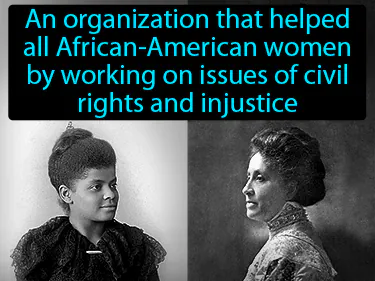 An organization that helped
all African-American women
by working on issues of civil
rights and injustice